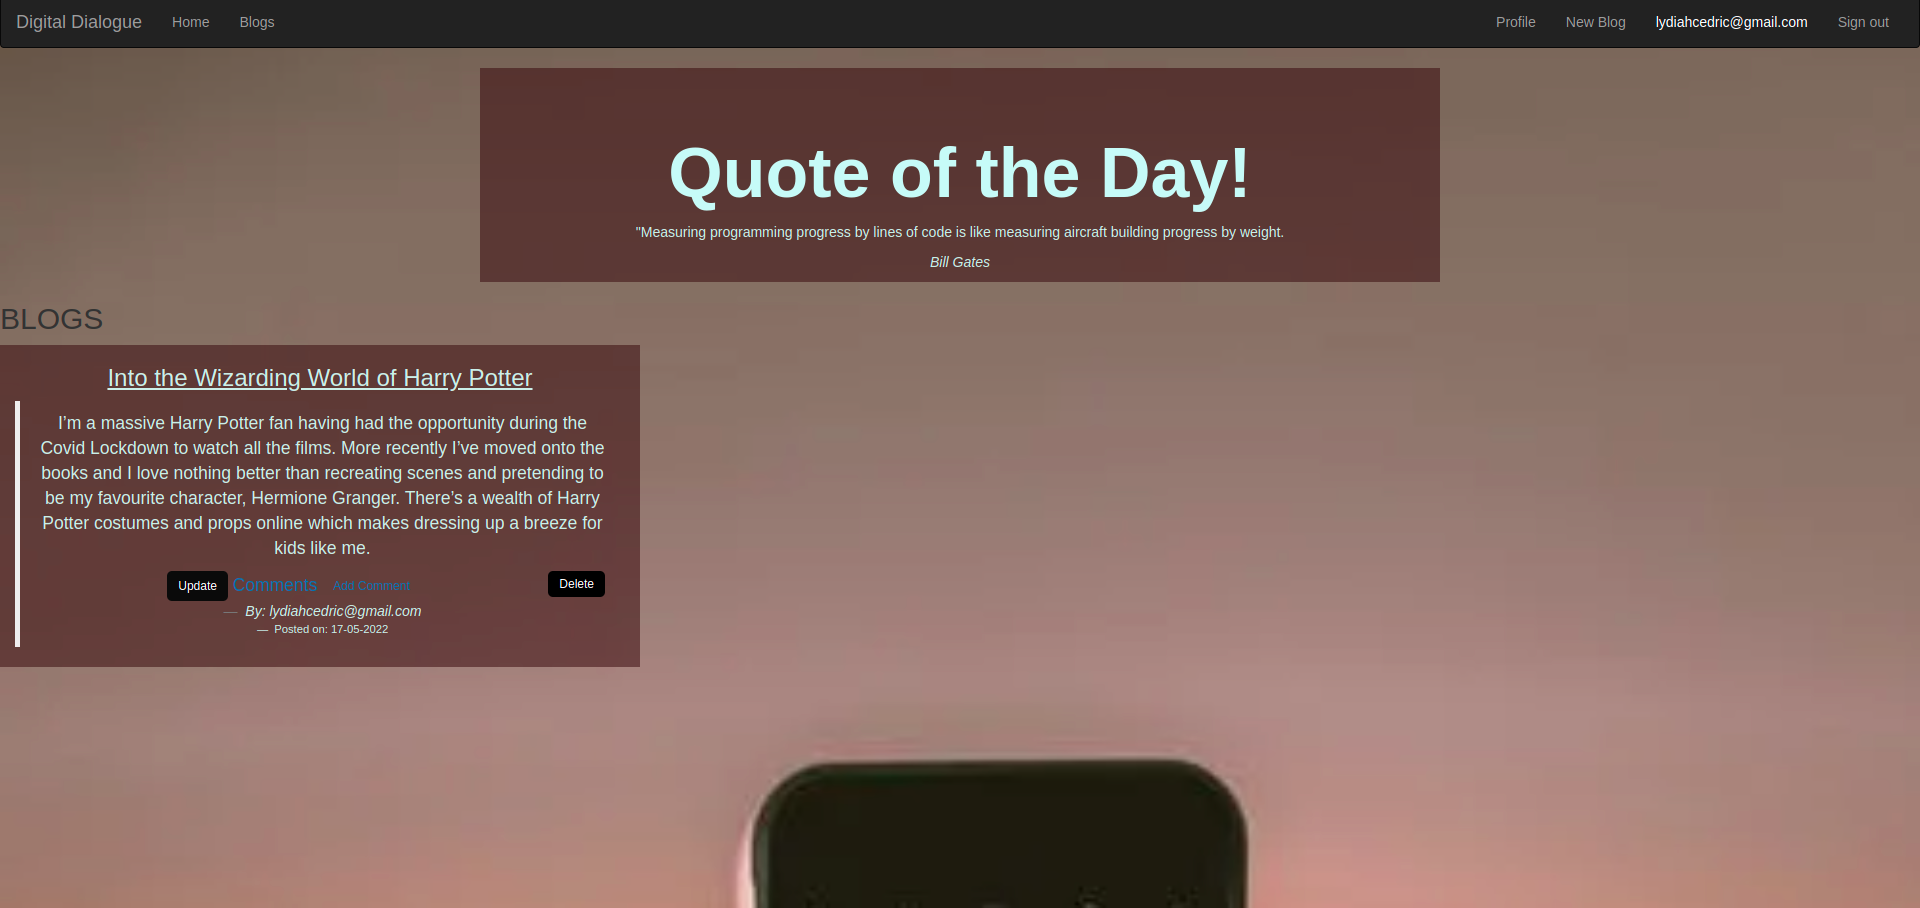 Digital Dialogue Home Blogs Profile New Blog lydiahcedric@gmail.com Sign out
Quote of the Day!
"Measuring programming progress by lines of code is like measuring aircraft building progress by weight.
Bill Gates
BLOGS
Into the Wizarding World of Harry Potter
I’m a massive Harry Potter fan having had the opportunity during the
Covid Lockdown to watch all the films. More recently I’ve moved onto the
books and I love nothing better than recreating scenes and pretending to
be my favourite character, Hermione Granger. There’s a wealth of Harry
Potter costumes and props online which makes dressing up a breeze for
kids like me.
Update Comments Add Comment Delete
— By: lydiahcedric@gmail.com
— Posted on: 17-05-2022